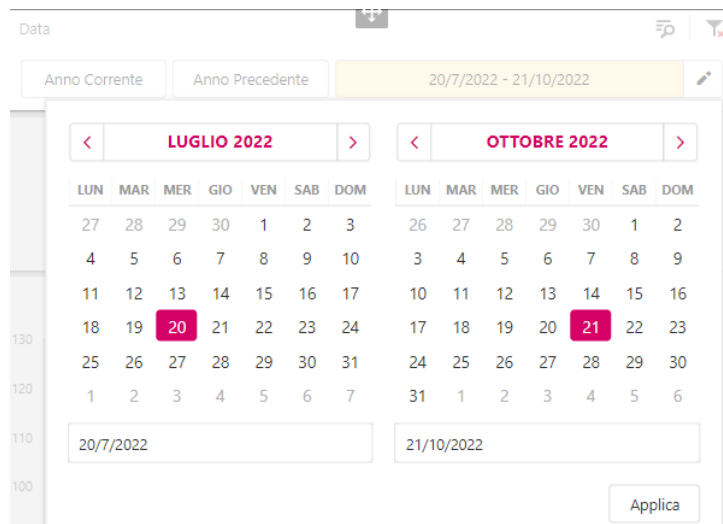 Data
Anno Corrente Anno Precedente 20/7/2022 - 21/10/2022
LUGLIO 2022
LUN MAR MER GIO VEN SAB DOM
27 28 29 30 1 2 3
4 5 6 7 8 9 10
11 12 13 14 15 16 17
18 19 20 21 22 23 24
25 26 27 28 29 30 31
1 2 3 4 5 6 7
20/7/2022
OTTOBRE 2022
LUN MAR MER GIO VEN SAB DOM
26 27 28 29 30 1 2
3 4 5 6 7 8 9
10 11 12 13 14 15 16
17 18 19 20 21 22 23
24 25 26 27 28 29 30
31 1 2 3 4 5 6
21/10/2022
Applica
130
120
110
100